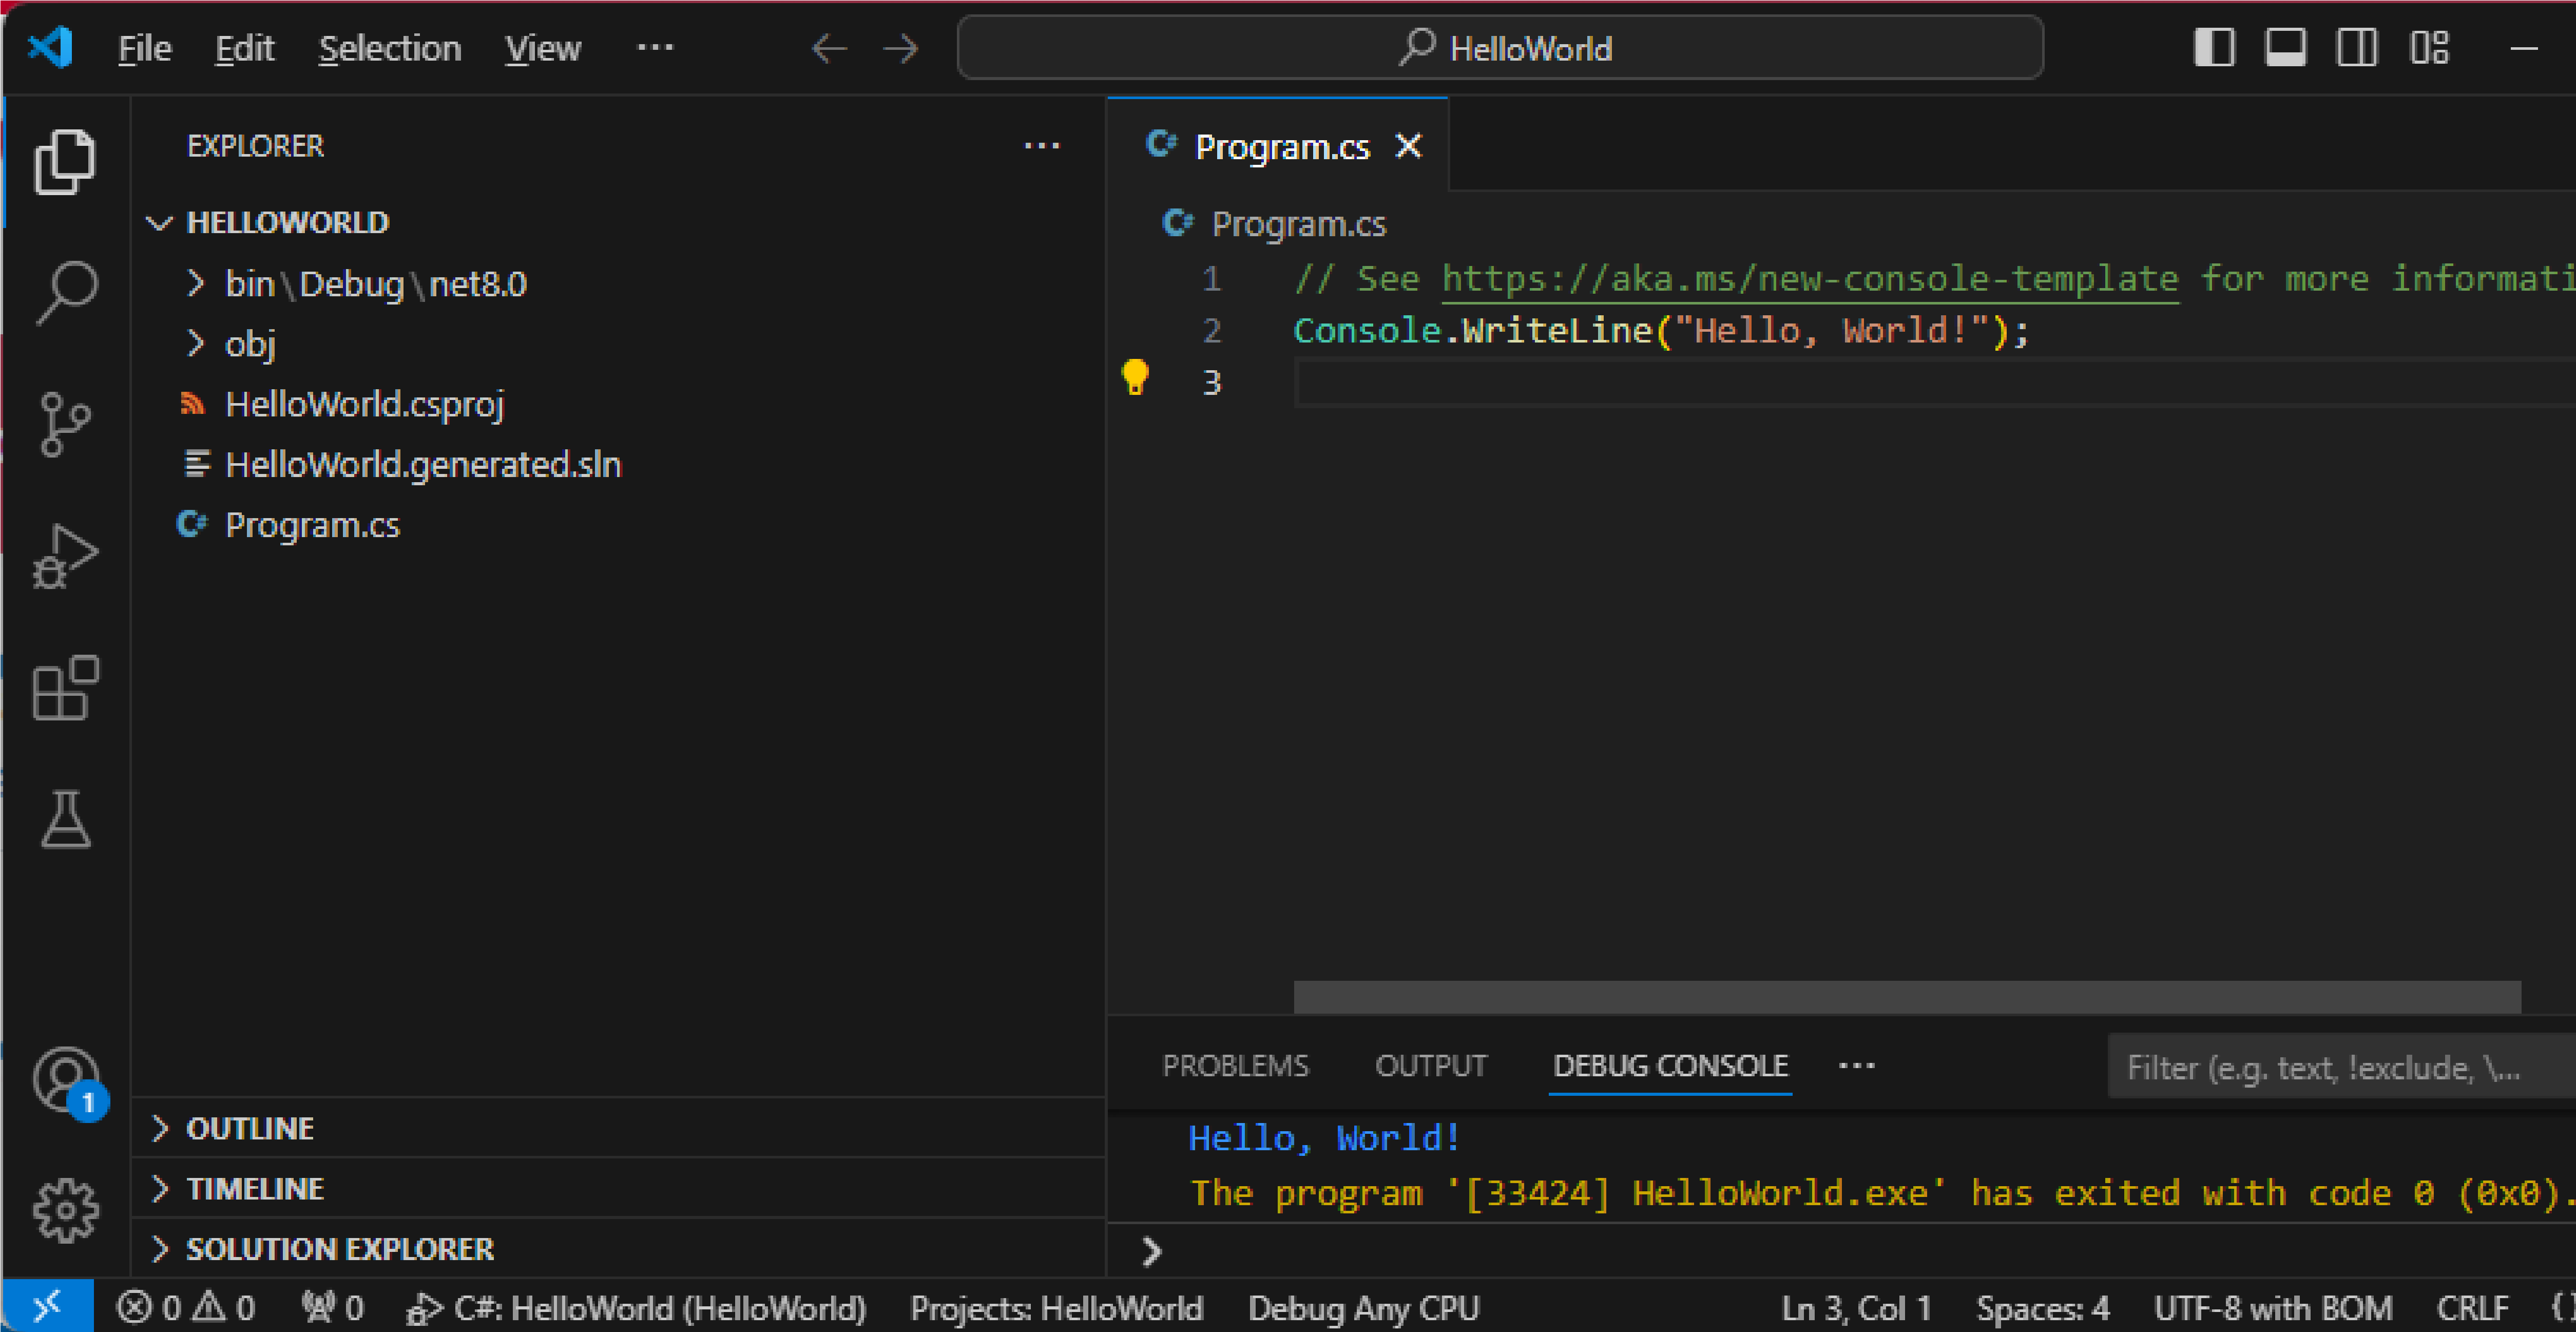 File Edit Selection View ··· HelloWorld
EXPLORER ···
HELLOWORLD
bin\Debug\net8.0
obj
HelloWorld.csproj
HelloWorld.generated.sln
Program.cs
OUTLINE
TIMELINE
SOLUTION EXPLORER
Program.cs
Program.cs
1 // See https://aka.ms/new-console-template for more informati
2 Console.WriteLine("Hello, World!");
3
PROBLEMS OUTPUT DEBUG CONSOLE ··· Filter (e.g. text, !exclude, \...
Hello, World!
The program '[33424] HelloWorld.exe' has exited with code 0 (0x0).
1
0 0 0 C#: HelloWorld (HelloWorld) Projects: HelloWorld Debug Any CPU Ln 3, Col 1 Spaces: 4 UTF-8 with BOM CRLF